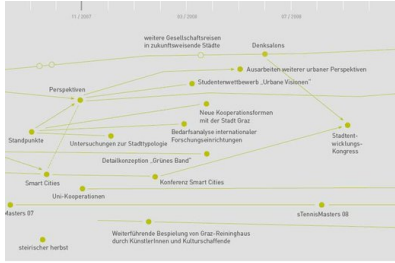 11 / 2007
03 / 2008
07 / 2008
weitere Gesellschaftsreisen
in zukunftsweisende Städte
Denksalons
Ausarbeiten weiterer urbaner Perspektiven
Perspektiven
Studentenwettbewerb „Urbane Visionen"
Neue Kooperationsformen
mit der Stadt Graz
Standpunkte
Untersuchungen zur Stadttypologie
Bedarfsanalyse internationaler
Forschungseinrichtungen
Stadtent-
wicklungs-
Kongress
Detailkonzeption „Grünes Band"
Smart Cities
Konferenz Smart Cities
Uni-Kooperationen
Masters 07
sTennisMasters 08
Weiterführende Bespielung von Graz-Reininghaus
durch KünstlerInnen und Kulturschaffende
steirischer herbst